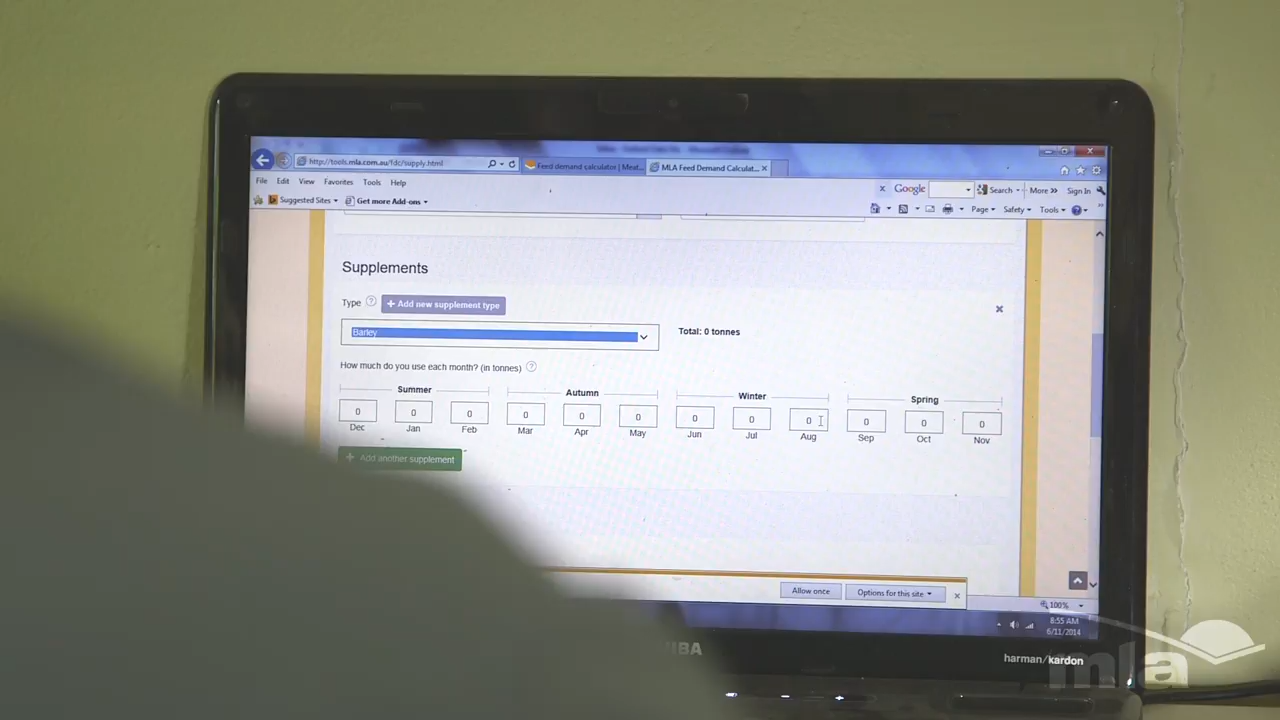 http://tools.mla.com.au/fdc/supply.html
Feed demand calculator | Meat...
MLA Feed Demand Calculat...
File Edit View Favorites Tools Help
Google Search More >> Sign In
Suggested Sites Get more Add-ons
Page Safety Tools
Supplements
Type ? + Add new supplement type
Barley
Total: 0 tonnes
How much do you use each month? (in tonnes) ?
Summer Autumn Winter Spring
0 0 0 0 0 0 0 0 0 0 0 0
Dec Jan Feb Mar Apr May Jun Jul Aug Sep Oct Nov
+ Add another supplement
Allow once Options for this site
100%
8:55 AM
6/11/2014
IBA
harman/kardon
mla